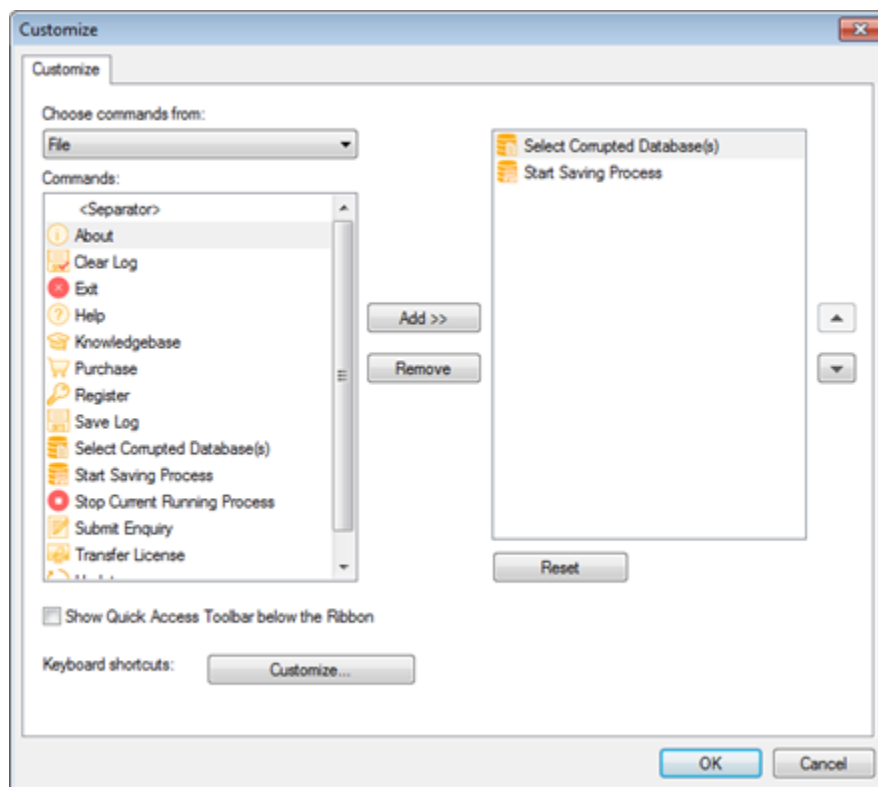 Customize
Customize
Choose commands from:
File
Commands:
<Separator>
About
Clear Log
Exit
Help
Knowledgebase
Purchase
Register
Save Log
Select Corrupted Database(s)
Start Saving Process
Stop Current Running Process
Submit Enquiry
Transfer License
Add >>
Remove
Select Corrupted Database(s)
Start Saving Process
Reset
Show Quick Access Toolbar below the Ribbon
Keyboard shortcuts:
Customize...
OK
Cancel